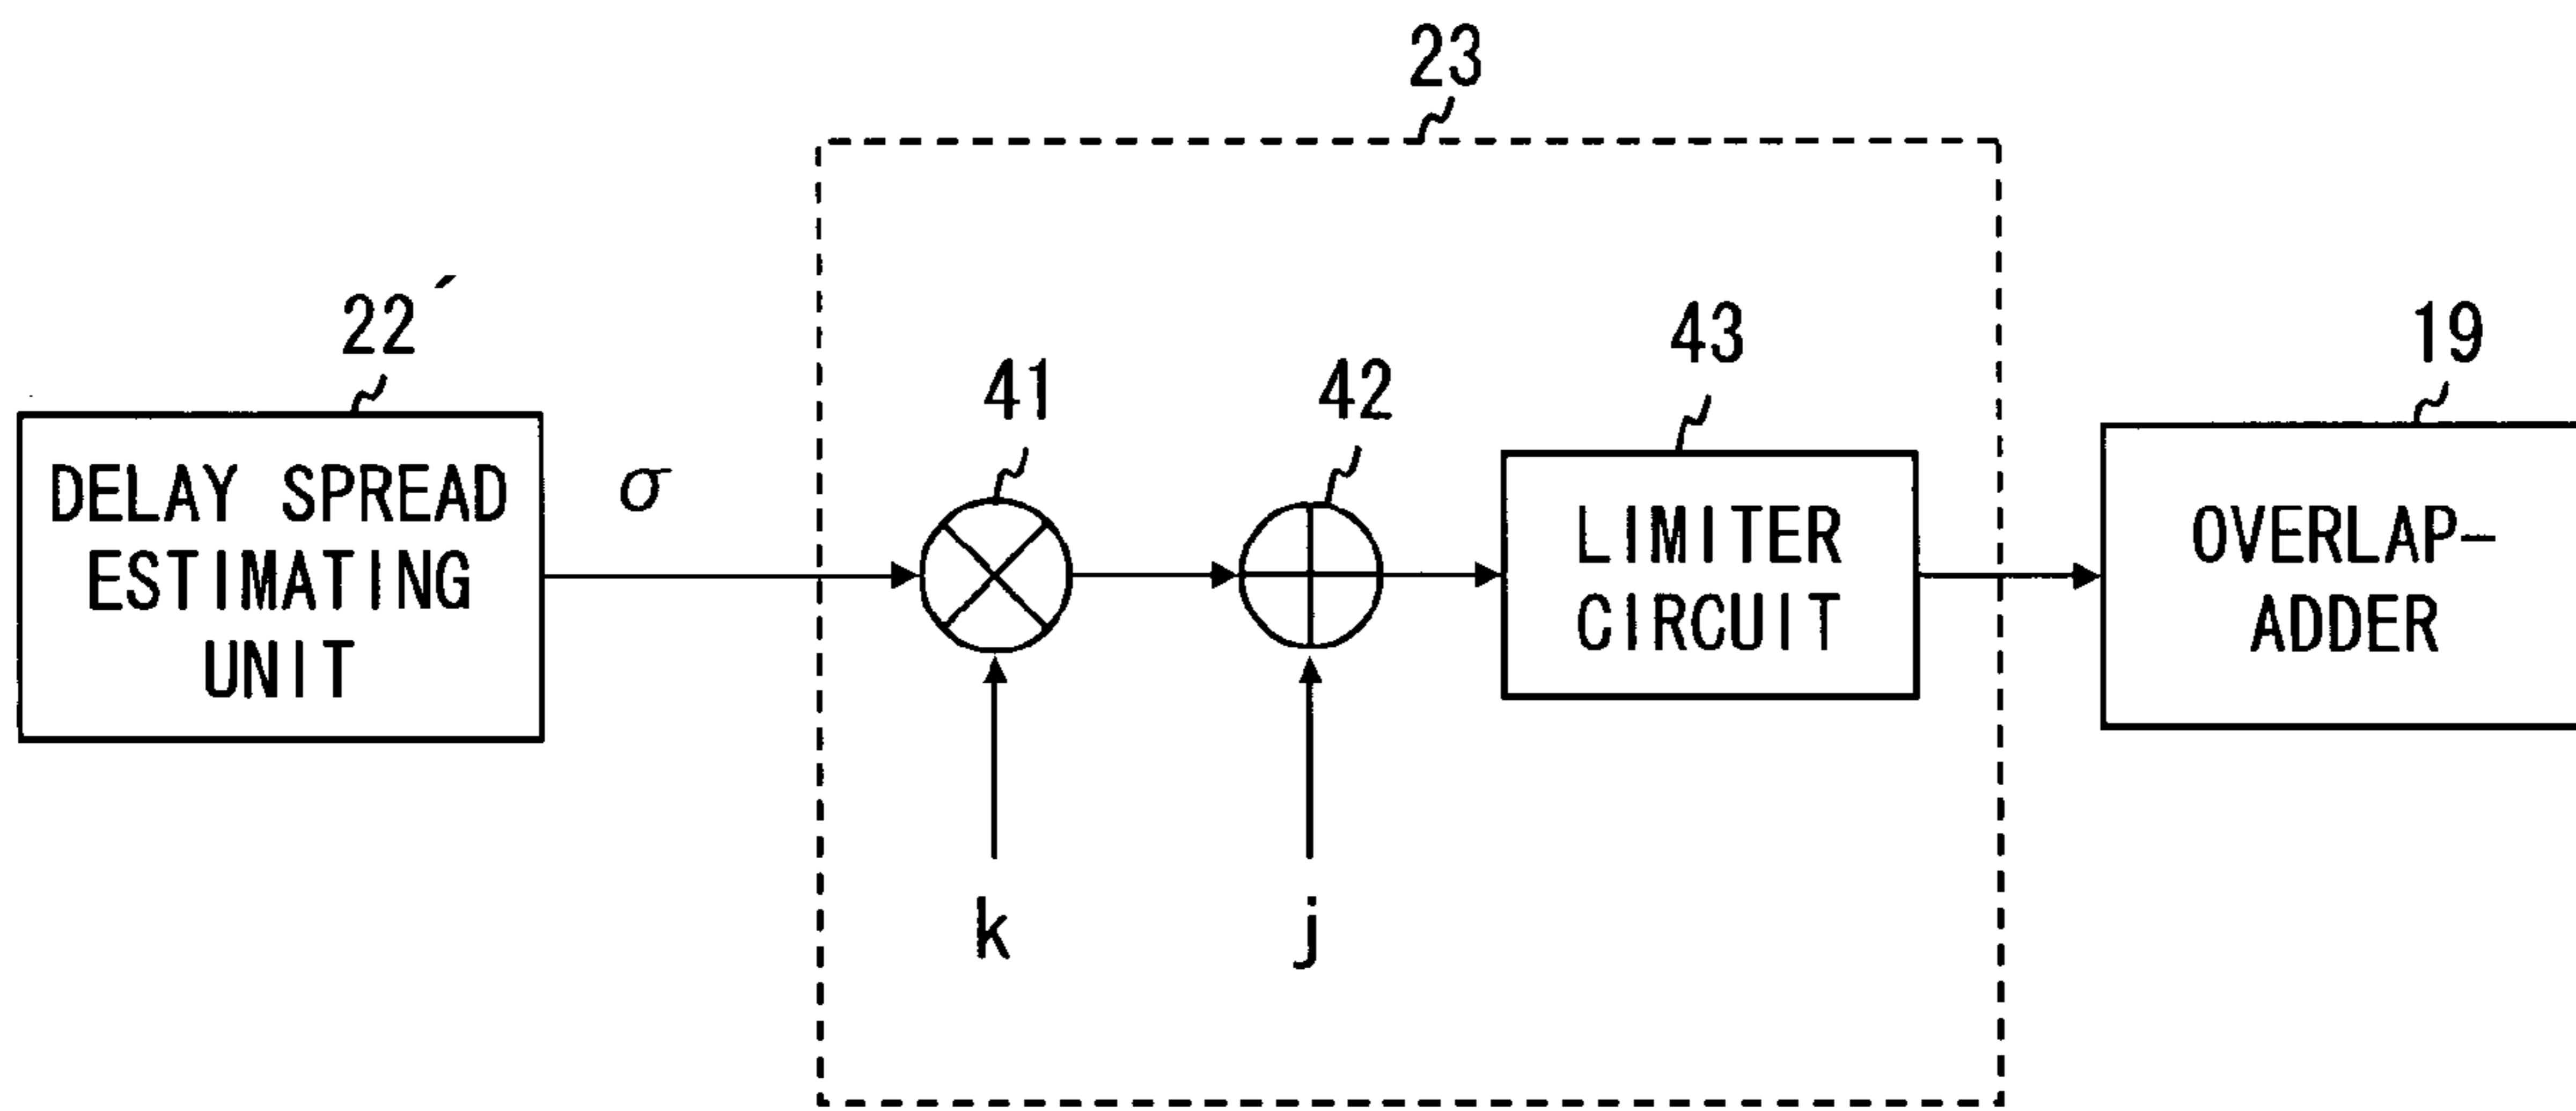 23
22´
41
42
43
19
DELAY SPREAD
ESTIMATING
UNIT
σ
LIMITER
CIRCUIT
OVERLAP-
ADDER
k
j